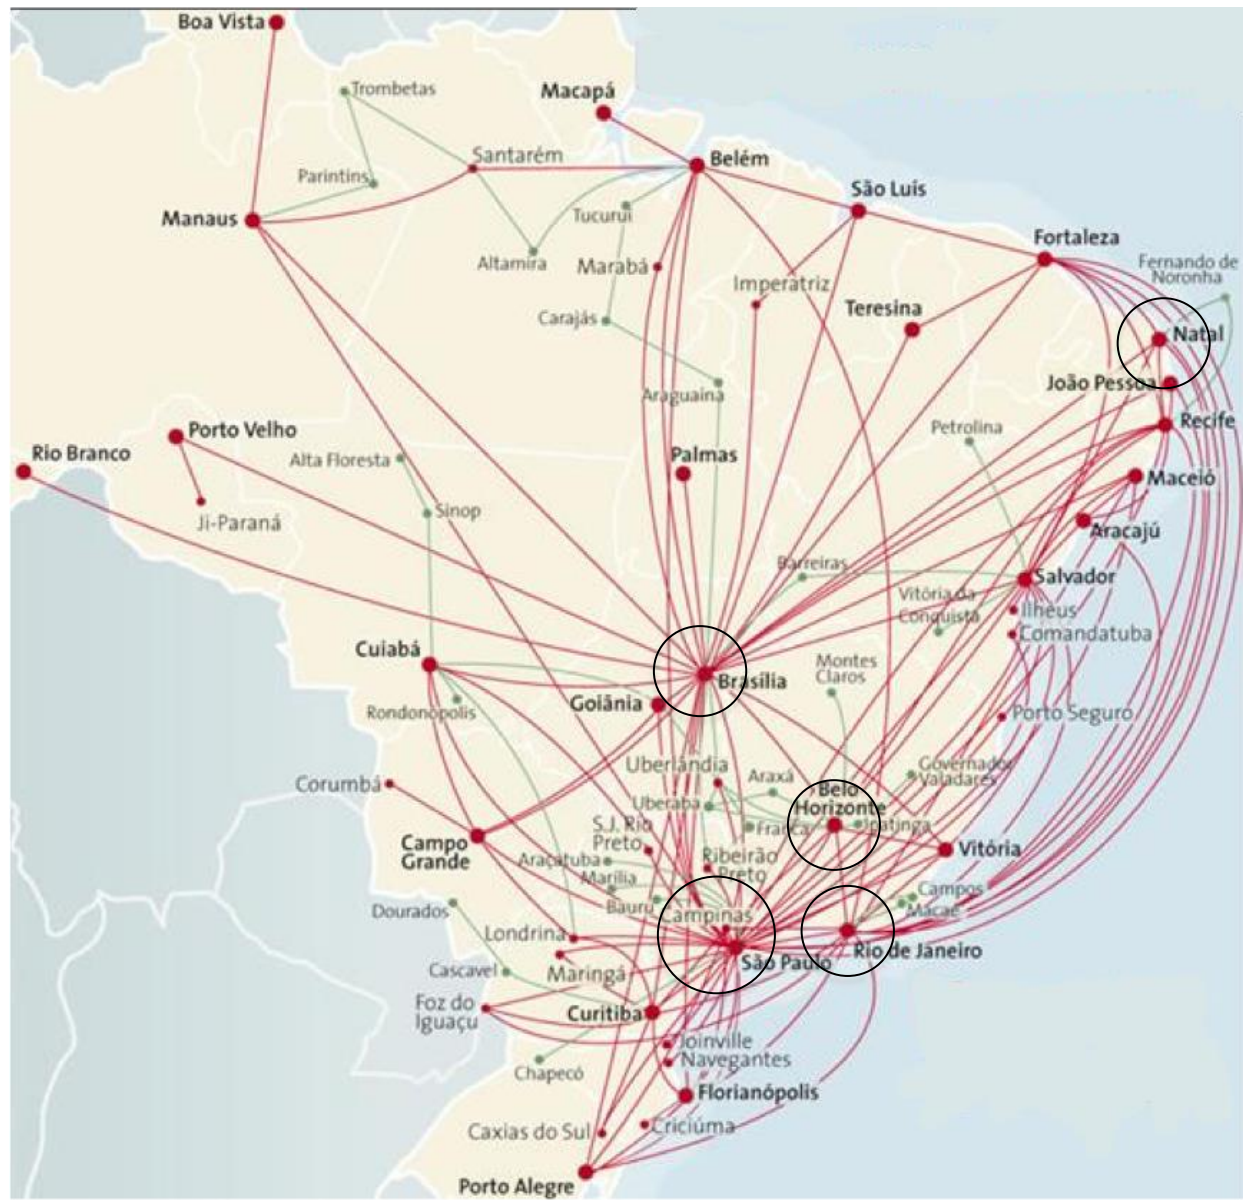 Boa Vista
Trombetas
Macapá
Santarém
Belém
Parintins
São Luís
Manaus
Tucuruí
Fortaleza
Altamira
Marabá
Fernando de
Noronha
Imperatriz
Teresina
Carajás
Natal
João Pessoa
Araguaina
Recife
Petrolina
Porto Velho
Rio Branco
Alta Floresta
Palmas
Maceió
Sinop
Ji-Paraná
Aracajú
Barreiras
Salvador
Vitória da
Conquista
Ilhéus
Comandatuba
Cuiabá
Montes
Claros
Brasília
Goiânia
Rondonópolis
Porto Seguro
Uberlândia
Governador
Valadares
Araxá
Corumbá
Belo
Horizonte
Uberaba
Franca
Ipatinga
S.J. Rio
Preto
Campo
Grande
Vitória
Ribeirão
Preto
Araçatuba
Marília
Campos
Dourados
Bauru
Campinas
Macaé
Londrina
São Paulo
Rio de Janeiro
Cascavel
Maringá
Foz do
Iguaçu
Curitiba
Joinville
Navegantes
Chapecó
Florianópolis
Caxias do Sul
Criciúma
Porto Alegre